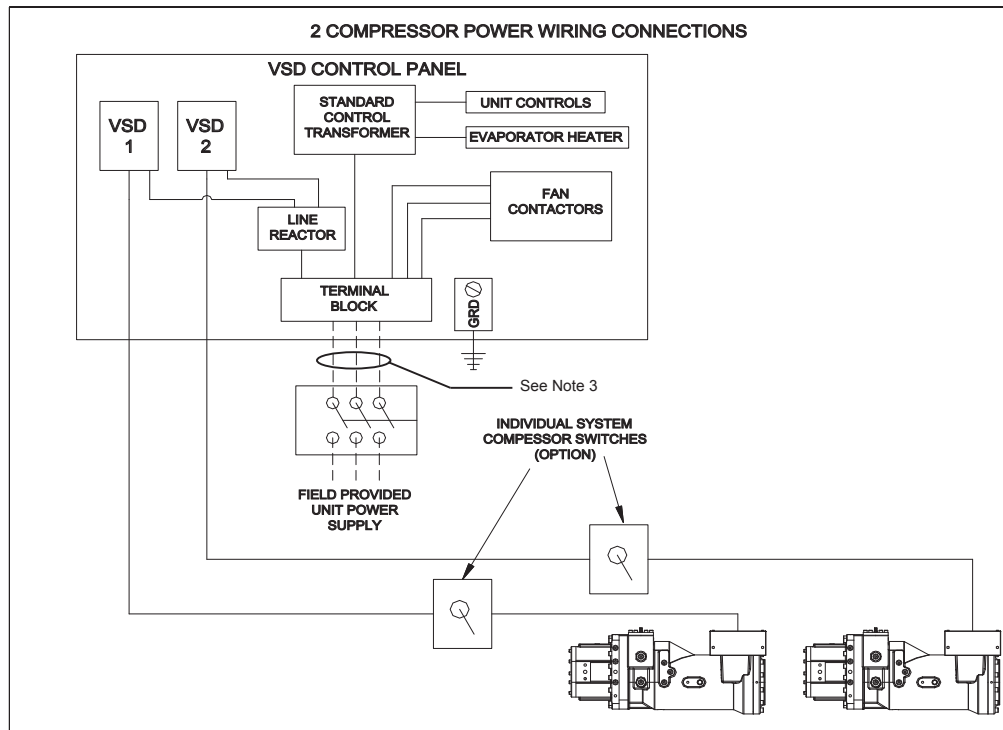 2 COMPRESSOR POWER WIRING CONNECTIONS
VSD CONTROL PANEL
VSD
1
VSD
2
STANDARD
CONTROL
TRANSFORMER
UNIT CONTROLS
EVAPORATOR HEATER
FAN
CONTACTORS
LINE
REACTOR
TERMINAL
BLOCK
GRD
See Note 3
INDIVIDUAL SYSTEM
COMPESSOR SWITCHES
(OPTION)
FIELD PROVIDED
UNIT POWER
SUPPLY